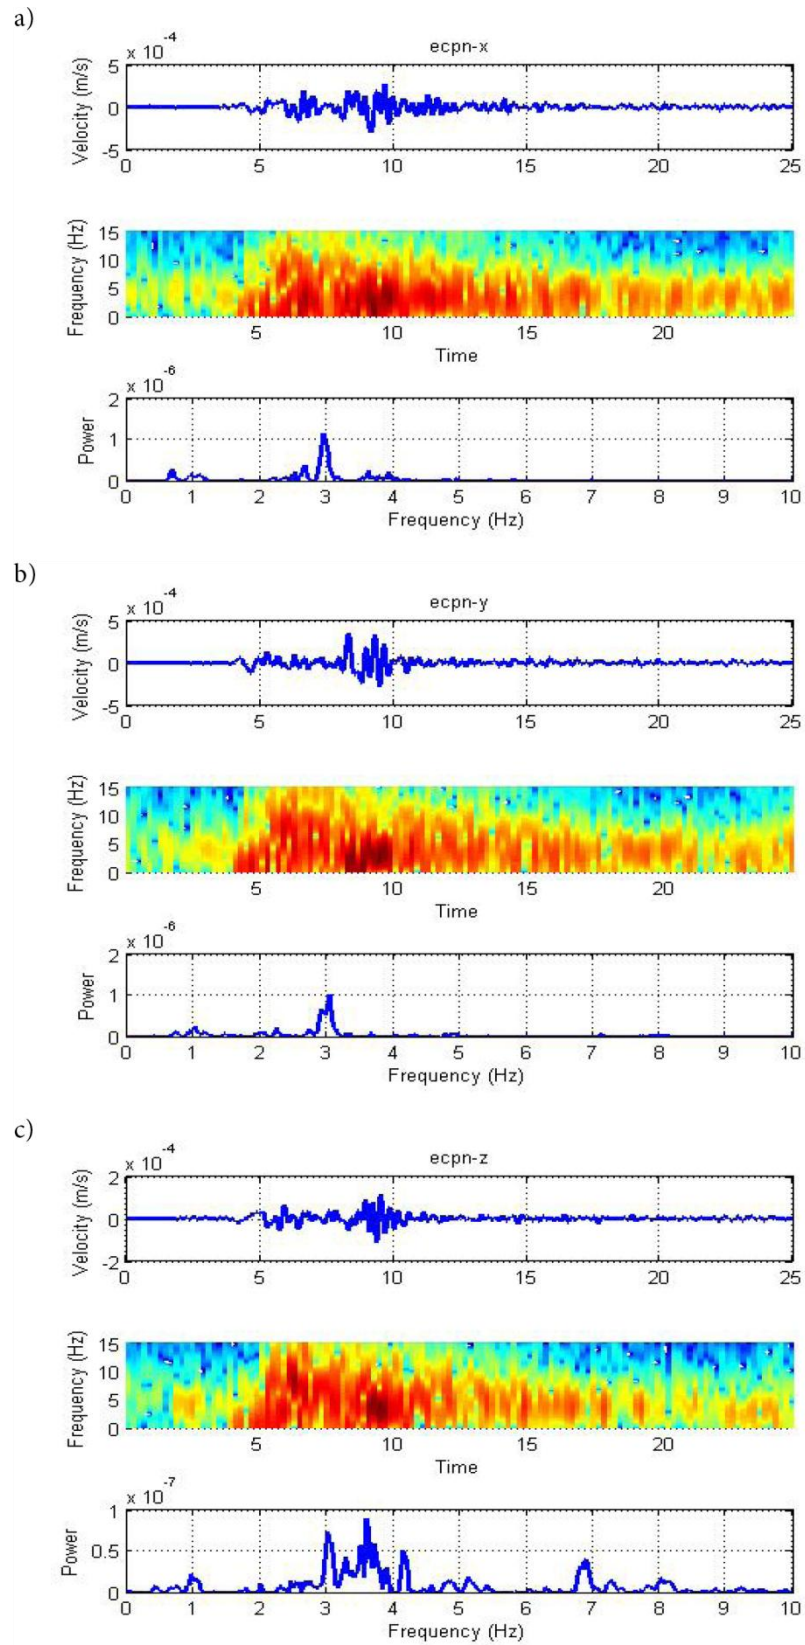 a)
x 10^-4
ecpn-x
Velocity (m/s)
5
0
-5
0 5 10 15 20 25
Frequency (Hz)
15
10
5
0
5 10 15 20
Time
x 10^-6
Power
2
1
0
0 1 2 3 4 5 6 7 8 9 10
Frequency (Hz)
b)
x 10^-4
ecpn-y
Velocity (m/s)
5
0
-5
0 5 10 15 20 25
Frequency (Hz)
15
10
5
0
5 10 15 20
Time
x 10^-6
Power
2
1
0
0 1 2 3 4 5 6 7 8 9 10
Frequency (Hz)
c)
x 10^-4
ecpn-z
Velocity (m/s)
2
0
-2
0 5 10 15 20 25
Frequency (Hz)
15
10
5
0
5 10 15 20
Time
x 10^-7
Power
1
0.5
0
0 1 2 3 4 5 6 7 8 9 10
Frequency (Hz)